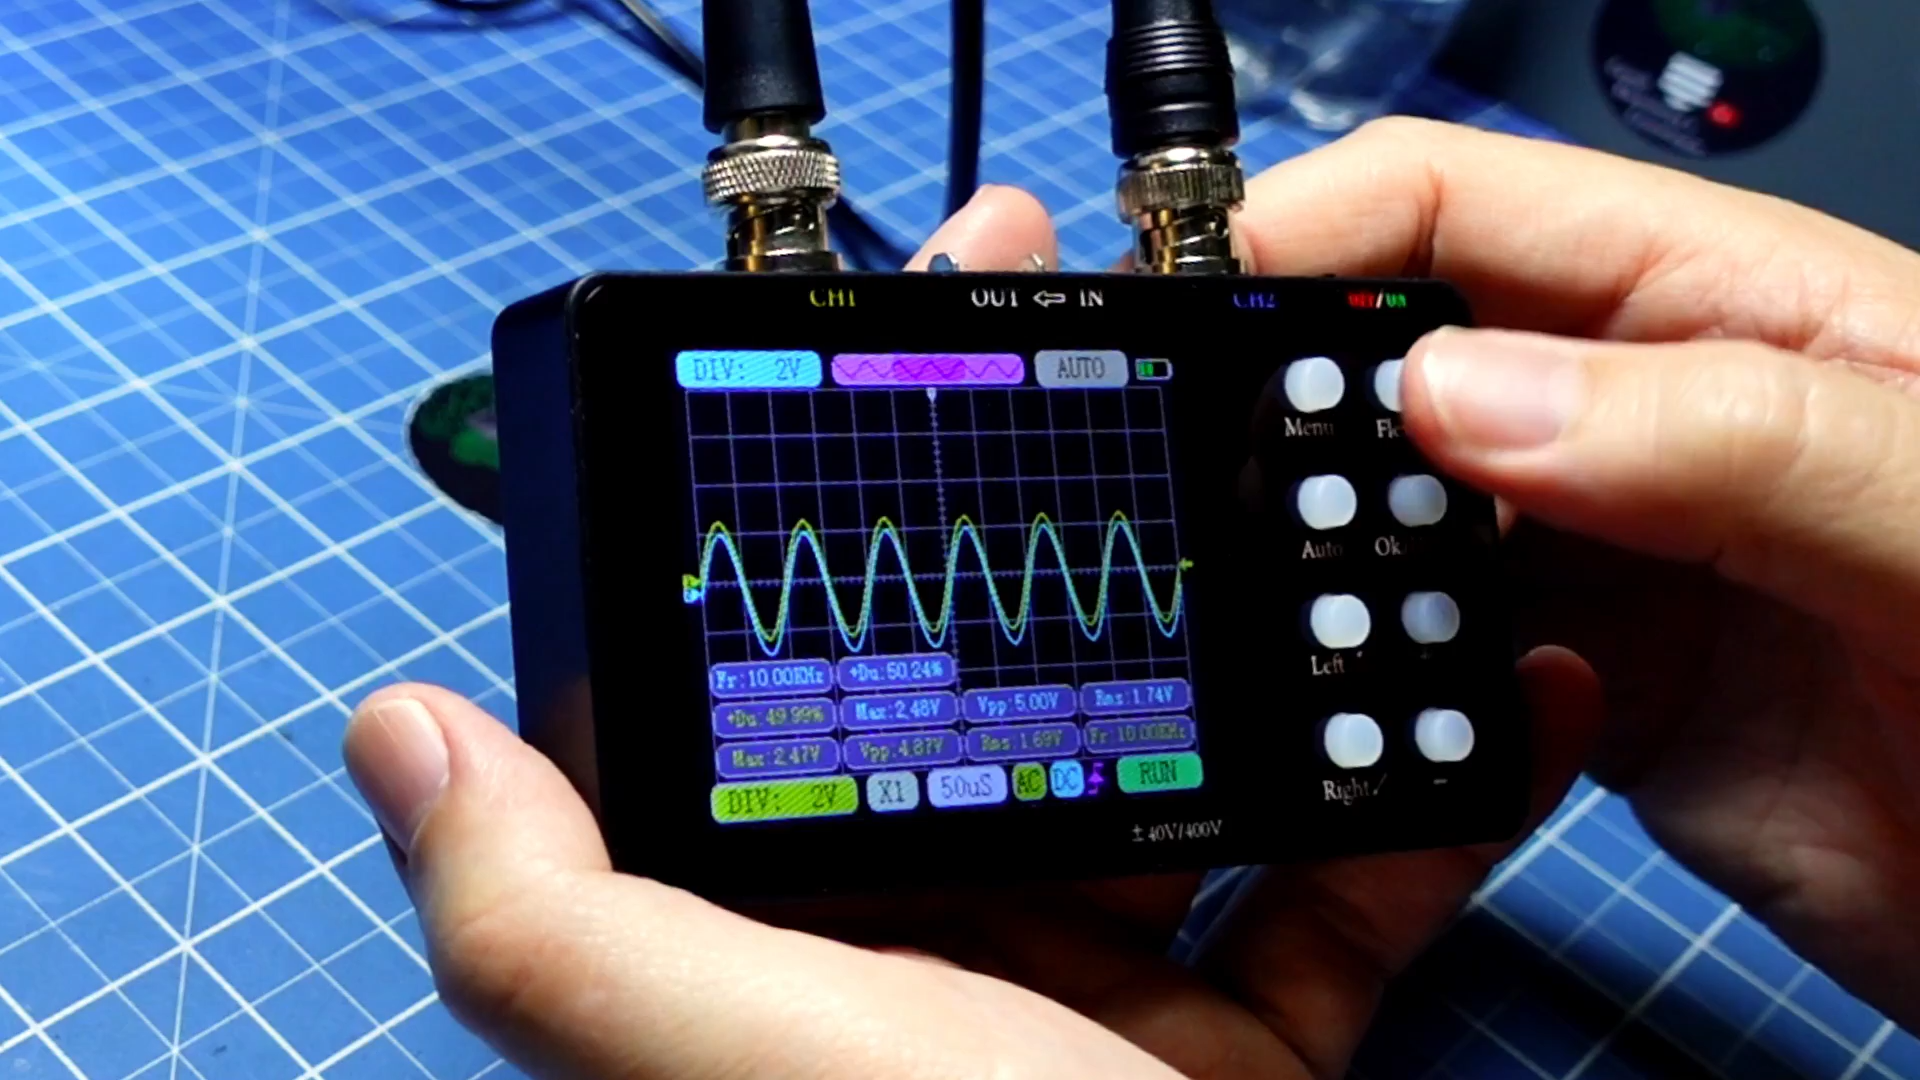 CH1
OUT ⇦ IN
CH2
OFF/ON
DIV: 2V
AUTO
Menu
Auto
Left
Right
-
Fr:10.00KHz
+Du:50.24%
+Du:49.99%
Max:2.48V
Vpp:5.00V
Rms:1.74V
Max:2.47V
Vpp:4.87V
Rms:1.69V
Fr:10.00KHz
DIV: 2V
X1
50uS
AC
DC
RUN
±40V/400V